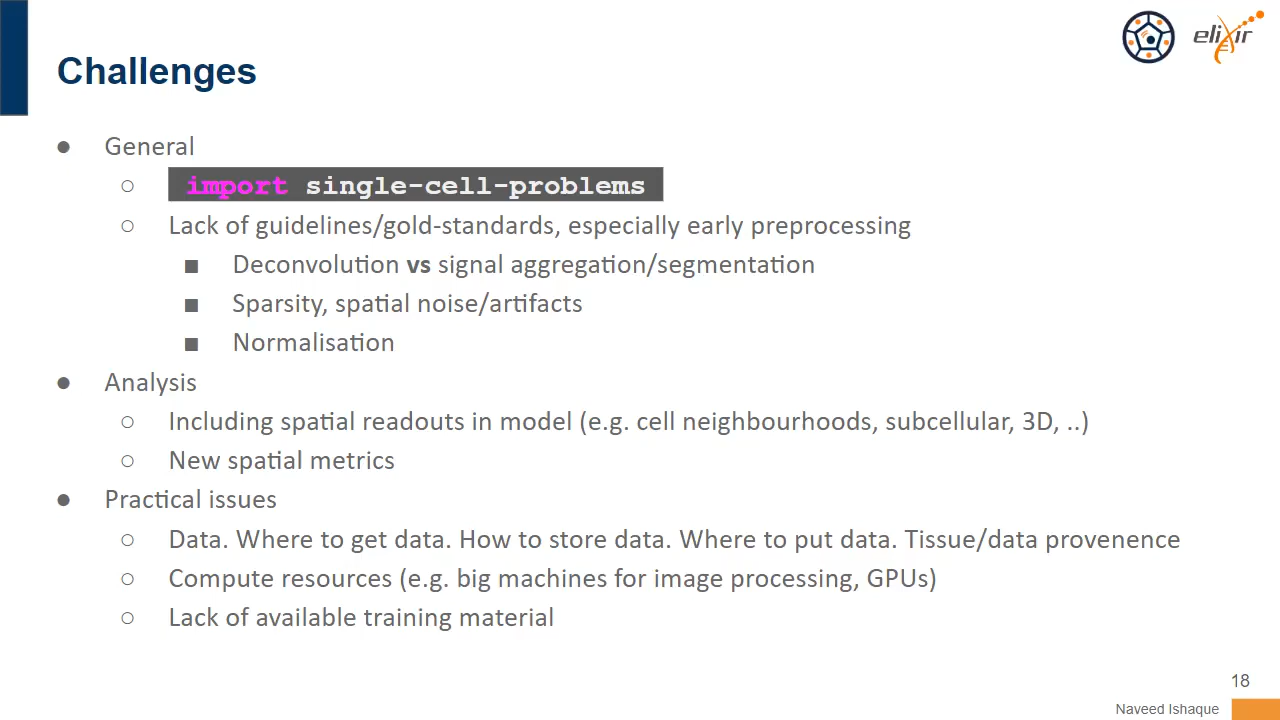 elixir
Challenges
● General
○ import single-cell-problems
○ Lack of guidelines/gold-standards, especially early preprocessing
■ Deconvolution vs signal aggregation/segmentation
■ Sparsity, spatial noise/artifacts
■ Normalisation
● Analysis
○ Including spatial readouts in model (e.g. cell neighbourhoods, subcellular, 3D, ..)
○ New spatial metrics
● Practical issues
○ Data. Where to get data. How to store data. Where to put data. Tissue/data provenence
○ Compute resources (e.g. big machines for image processing, GPUs)
○ Lack of available training material
18
Naveed Ishaque